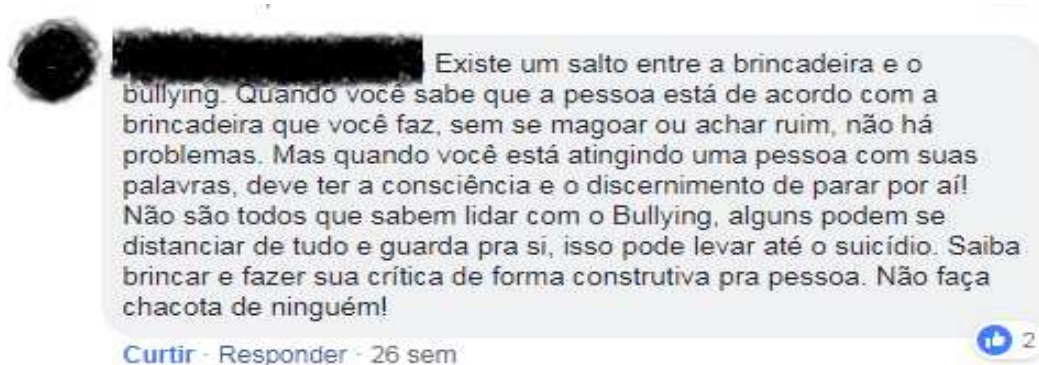 Existe um salto entre a brincadeira e o
bullying. Quando você sabe que a pessoa está de acordo com a
brincadeira que você faz, sem se magoar ou achar ruim, não há
problemas. Mas quando você está atingindo uma pessoa com suas
palavras, deve ter a consciência e o discernimento de parar por aí!
Não são todos que sabem lidar com o Bullying, alguns podem se
distanciar de tudo e guarda pra si, isso pode levar até o suicídio. Saiba
brincar e fazer sua crítica de forma construtiva pra pessoa. Não faça
chacota de ninguém!
2
Curtir · Responder · 26 sem